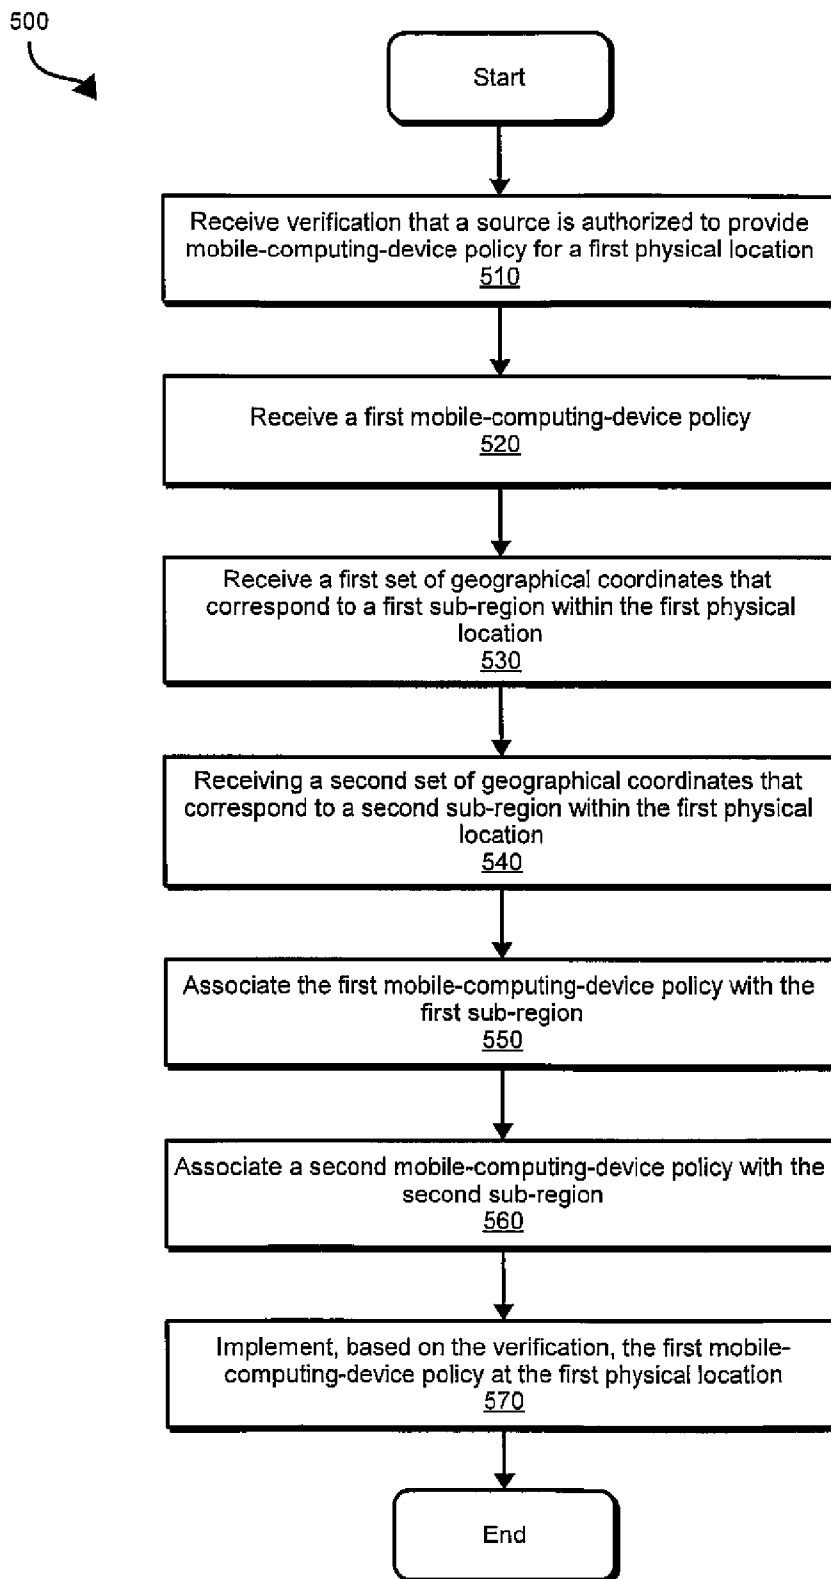 500
Start
Receive verification that a source is authorized to provide
mobile-computing-device policy for a first physical location
510
Receive a first mobile-computing-device policy
520
Receive a first set of geographical coordinates that
correspond to a first sub-region within the first physical
location
530
Receiving a second set of geographical coordinates that
correspond to a second sub-region within the first physical
location
540
Associate the first mobile-computing-device policy with the
first sub-region
550
Associate a second mobile-computing-device policy with the
second sub-region
560
Implement, based on the verification, the first mobile-
computing-device policy at the first physical location
570
End